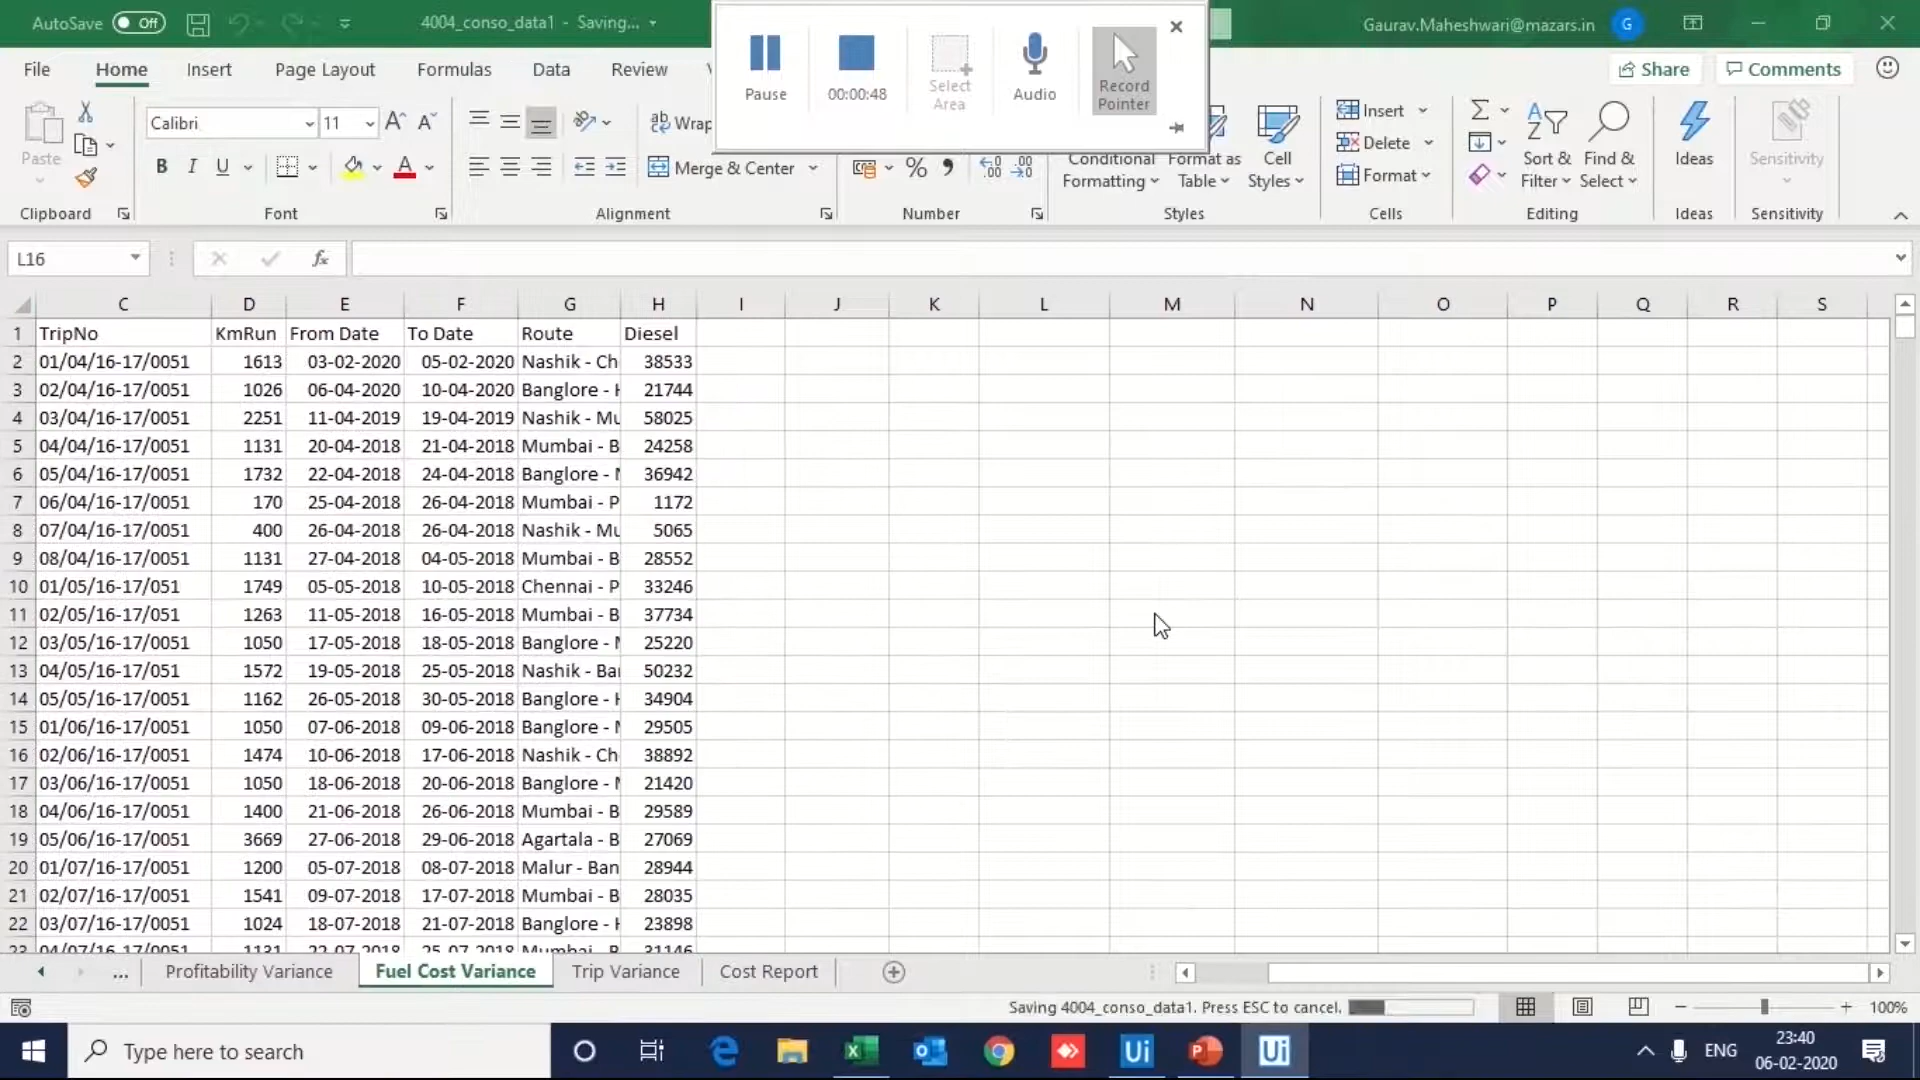 AutoSave Off 4004_conso_data1 - Saving... Gaurav.Maheshwari@mazars.in G
Pause 00:00:48 Select Area Audio Record Pointer
File Home Insert Page Layout Formulas Data Review Share Comments
Paste Calibri 11 Wrap Insert
B I U Merge & Center % Conditional Formatting Format as Table Cell Styles Delete Format Sort & Filter Find & Select Ideas Sensitivity
Clipboard Font Alignment Number Styles Cells Editing Ideas Sensitivity
L16 fx
C D E F G H I J K L M N O P Q R S
1 TripNo KmRun From Date To Date Route Diesel
2 01/04/16-17/0051 1613 03-02-2020 05-02-2020 Nashik - Ch 38533
3 02/04/16-17/0051 1026 06-04-2020 10-04-2020 Banglore - H 21744
4 03/04/16-17/0051 2251 11-04-2019 19-04-2019 Nashik - Mu 58025
5 04/04/16-17/0051 1131 20-04-2018 21-04-2018 Mumbai - B 24258
6 05/04/16-17/0051 1732 22-04-2018 24-04-2018 Banglore - 36942
7 06/04/16-17/0051 170 25-04-2018 26-04-2018 Mumbai - P 1172
8 07/04/16-17/0051 400 26-04-2018 26-04-2018 Nashik - Mu 5065
9 08/04/16-17/0051 1131 27-04-2018 04-05-2018 Mumbai - B 28552
10 01/05/16-17/051 1749 05-05-2018 10-05-2018 Chennai - P 33246
11 02/05/16-17/051 1263 11-05-2018 16-05-2018 Mumbai - B 37734
12 03/05/16-17/0051 1050 17-05-2018 18-05-2018 Banglore - 25220
13 04/05/16-17/051 1572 19-05-2018 25-05-2018 Nashik - Ba 50232
14 05/05/16-17/0051 1162 26-05-2018 30-05-2018 Banglore - H 34904
15 01/06/16-17/0051 1050 07-06-2018 09-06-2018 Banglore - 29505
16 02/06/16-17/0051 1474 10-06-2018 17-06-2018 Nashik - Ch 38892
17 03/06/16-17/0051 1050 18-06-2018 20-06-2018 Banglore - 21420
18 04/06/16-17/0051 1400 21-06-2018 26-06-2018 Mumbai - B 29589
19 05/06/16-17/0051 3669 27-06-2018 29-06-2018 Agartala - B 27069
20 01/07/16-17/0051 1200 05-07-2018 08-07-2018 Malur - Ban 28944
21 02/07/16-17/0051 1541 09-07-2018 17-07-2018 Mumbai - B 28035
22 03/07/16-17/0051 1024 18-07-2018 21-07-2018 Banglore - H 23898
23 04/07/16-17/0051 1131 22-07-2018 25-07-2018 Mumbai - B 31146
... Profitability Variance Fuel Cost Variance Trip Variance Cost Report
Saving 4004_conso_data1. Press ESC to cancel. 100%
Type here to search ENG 23:40
06-02-2020